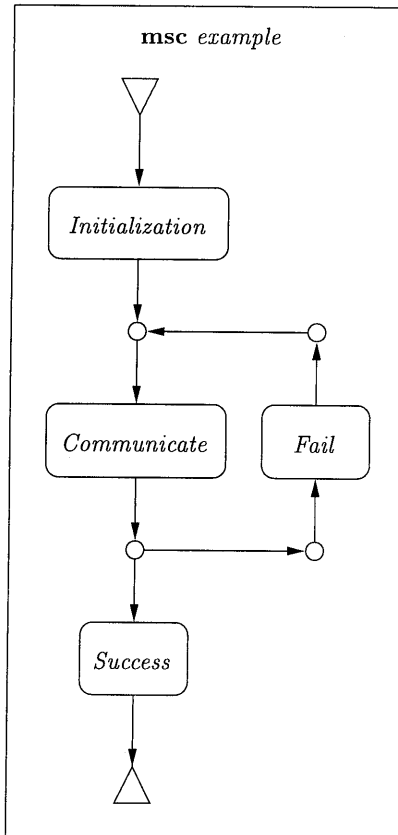 msc example
Initialization
Communicate
Fail
Success